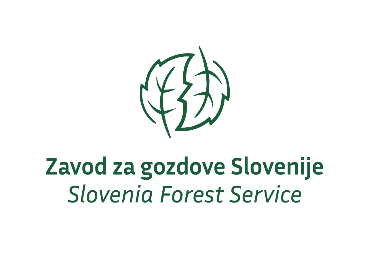 Zavod za gozdove Slovenije
Slovenia Forest Service